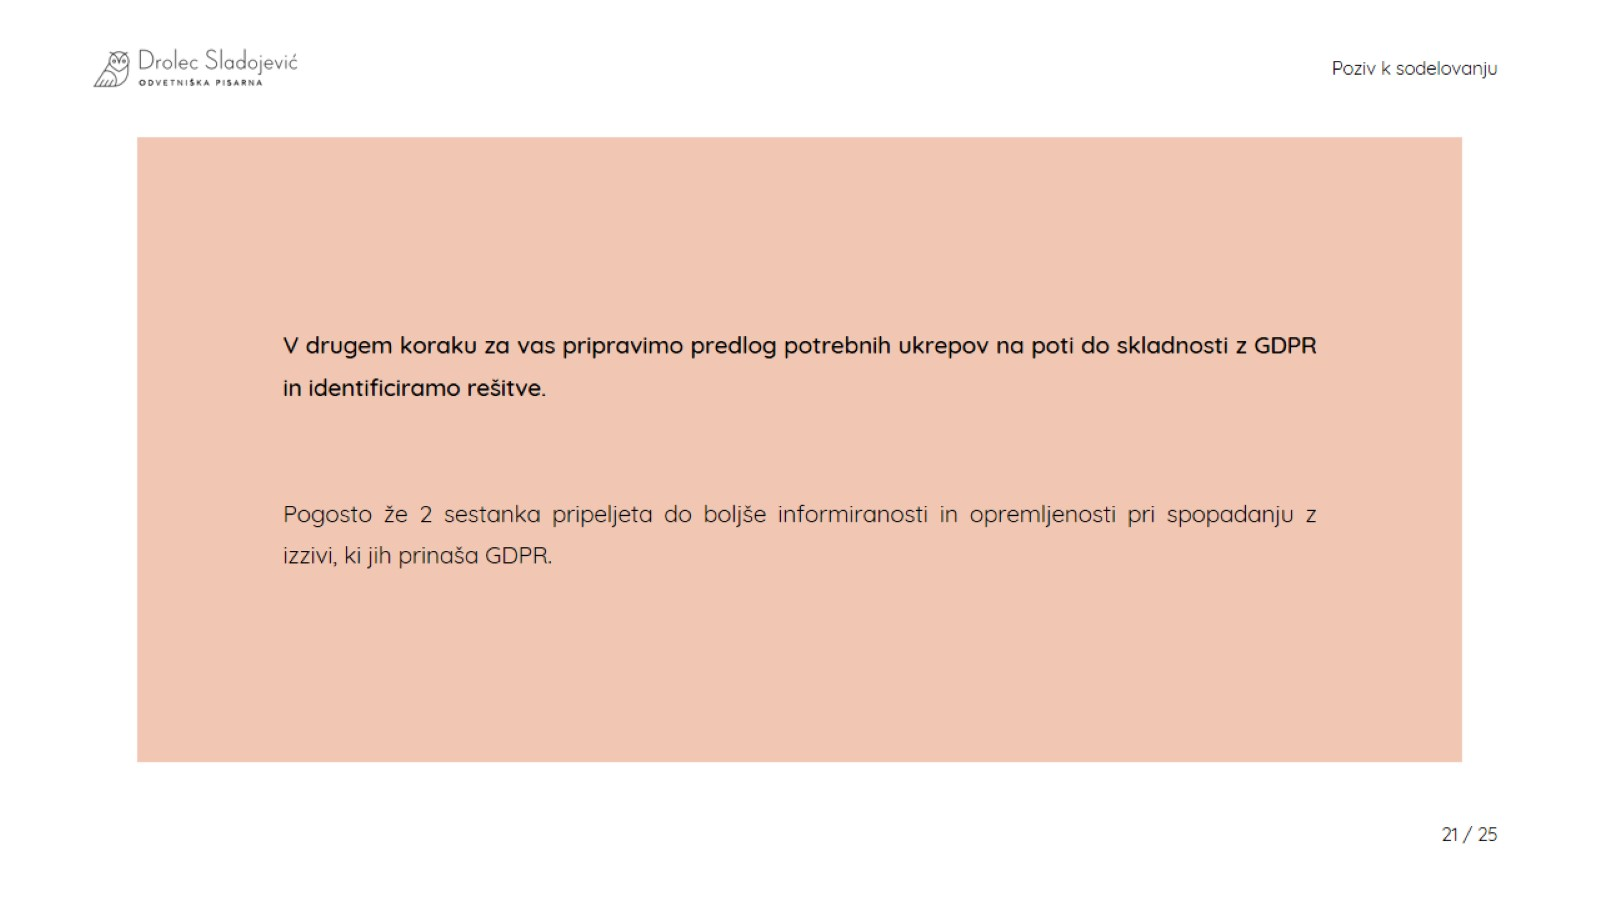 Drolec Sladojević
ODVETNIŠKA PISARNA
Poziv k sodelovanju
V drugem koraku za vas pripravimo predlog potrebnih ukrepov na poti do skladnosti z GDPR
in identificiramo rešitve.
Pogosto že 2 sestanka pripeljeta do boljše informiranosti in opremljenosti pri spopadanju z
izzivi, ki jih prinaša GDPR.
21 / 25